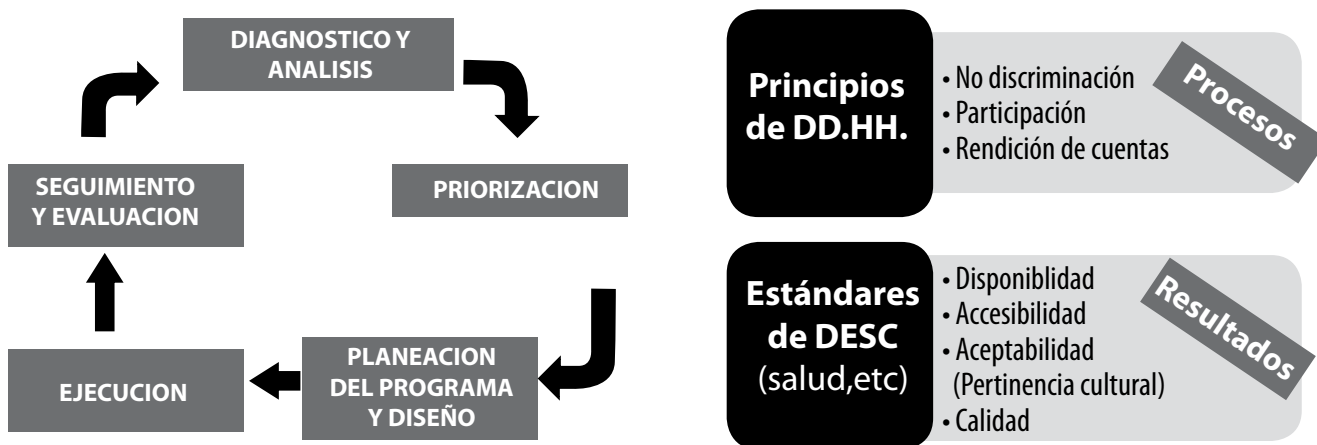 DIAGNOSTICO Y
ANALISIS
PRIORIZACION
PLANEACION
DEL PROGRAMA
Y DISEÑO
EJECUCION
SEGUIMIENTO
Y EVALUACION
Principios
de DD.HH.
• No discriminación
• Participación
• Rendición de cuentas
Procesos
Estándares
de DESC
(salud,etc)
• Disponiblidad
• Accesibilidad
• Aceptabilidad
(Pertinencia cultural)
• Calidad
Resultados